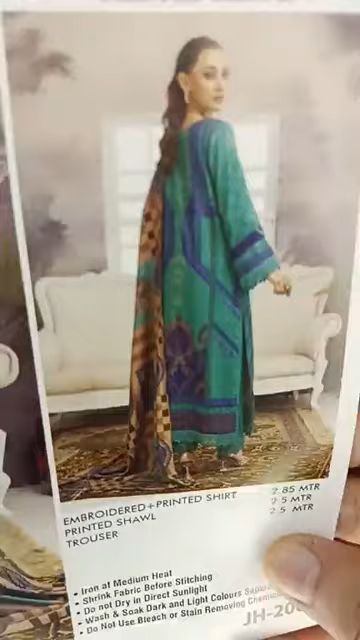 EMBROIDERED+PRINTED SHIRT 2.85 MTR
PRINTED SHAWL 2.5 MTR
TROUSER 2.5 MTR
• Iron at Medium Heat
• Shrink Fabric Before Stitching
• Do not Dry in Direct Sunlight
• Wash & Soak Dark and Light Colours
• Do Not Use Bleach or Stain Removing
JH-20